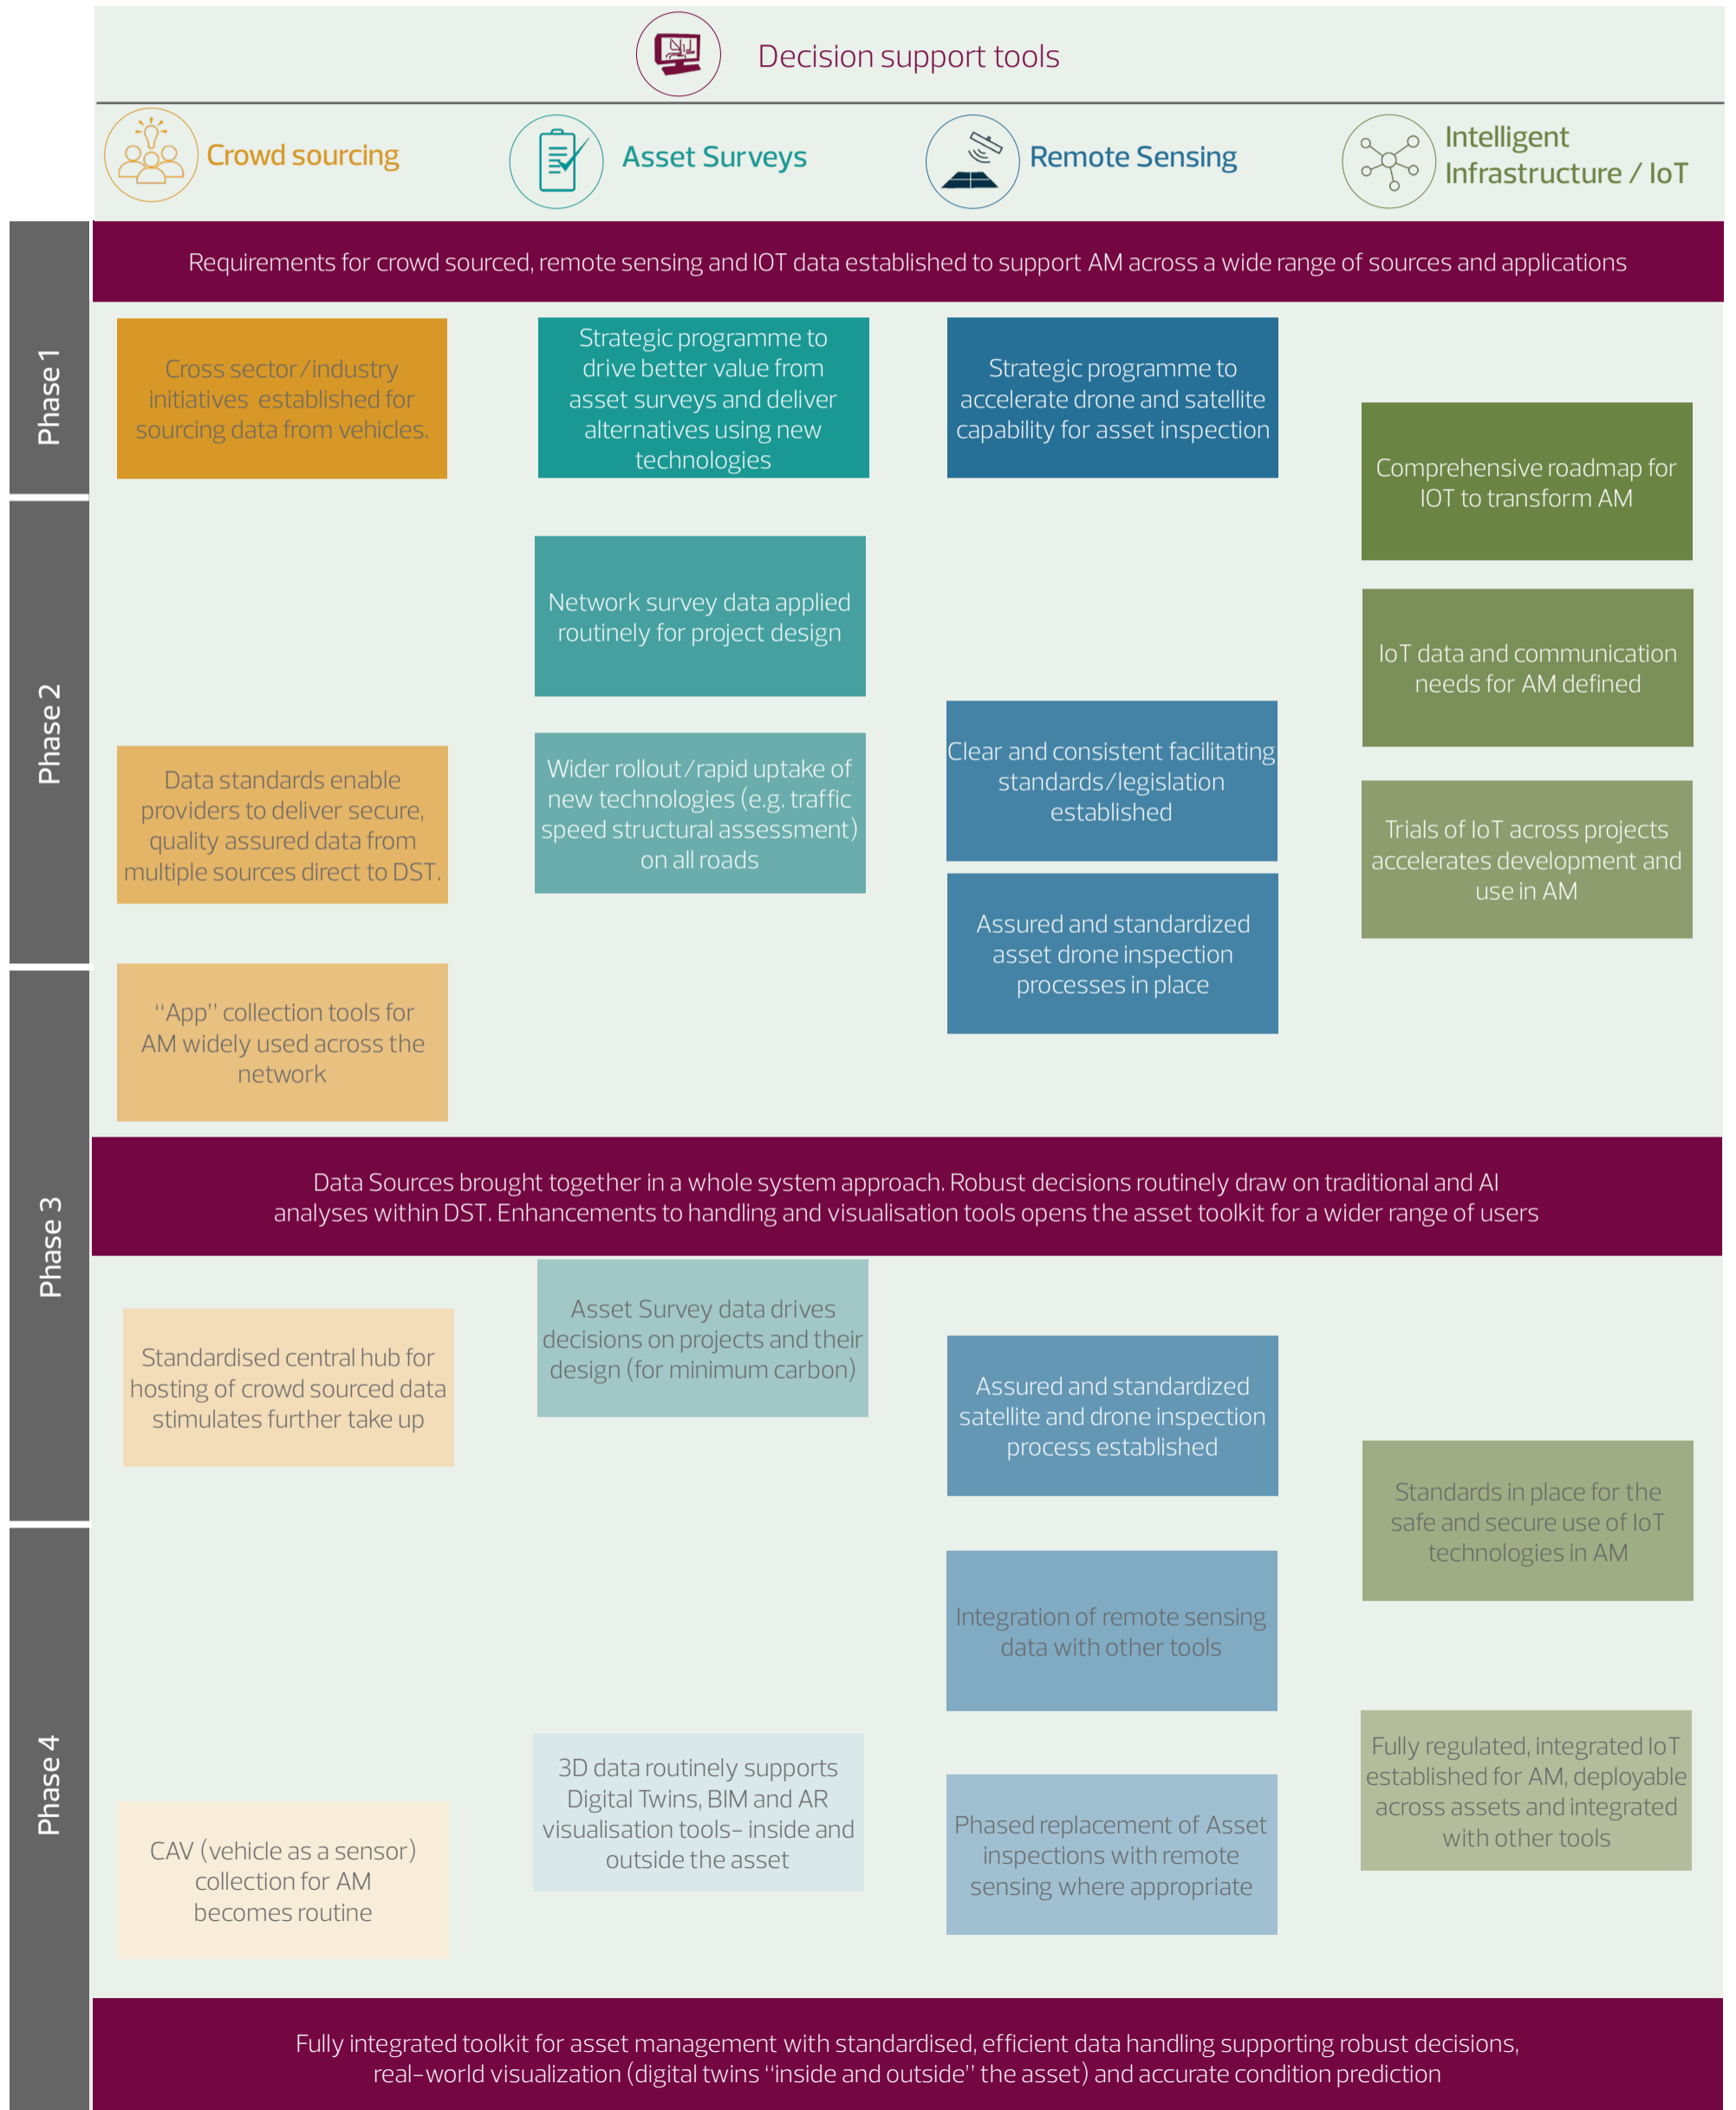 Decision support tools
Crowd sourcing
Asset Surveys
Remote Sensing
Intelligent
Infrastructure / IoT
Phase 1
Requirements for crowd sourced, remote sensing and IOT data established to support AM across a wide range of sources and applications
Cross sector/industry
initiatives established for
sourcing data from vehicles.
Strategic programme to
drive better value from
asset surveys and deliver
alternatives using new
technologies
Strategic programme to
accelerate drone and satellite
capability for asset inspection
Comprehensive roadmap for
IOT to transform AM
Phase 2
Network survey data applied
routinely for project design
IoT data and communication
needs for AM defined
Data standards enable
providers to deliver secure,
quality assured data from
multiple sources direct to DST.
Wider rollout/rapid uptake of
new technologies (e.g. traffic
speed structural assessment)
on all roads
Clear and consistent facilitating
standards/legislation
established
Trials of IoT across projects
accelerates development and
use in AM
Assured and standardized
asset drone inspection
processes in place
Phase 3
"App" collection tools for
AM widely used across the
network
Data Sources brought together in a whole system approach. Robust decisions routinely draw on traditional and AI
analyses within DST. Enhancements to handling and visualisation tools opens the asset toolkit for a wider range of users
Standardised central hub for
hosting of crowd sourced data
stimulates further take up
Asset Survey data drives
decisions on projects and their
design (for minimum carbon)
Assured and standardized
satellite and drone inspection
process established
Standards in place for the
safe and secure use of IoT
technologies in AM
Phase 4
Integration of remote sensing
data with other tools
CAV (vehicle as a sensor)
collection for AM
becomes routine
3D data routinely supports
Digital Twins, BIM and AR
visualisation tools- inside and
outside the asset
Phased replacement of Asset
inspections with remote
sensing where appropriate
Fully regulated, integrated IoT
established for AM, deployable
across assets and integrated
with other tools
Fully integrated toolkit for asset management with standardised, efficient data handling supporting robust decisions,
real-world visualization (digital twins "inside and outside" the asset) and accurate condition prediction